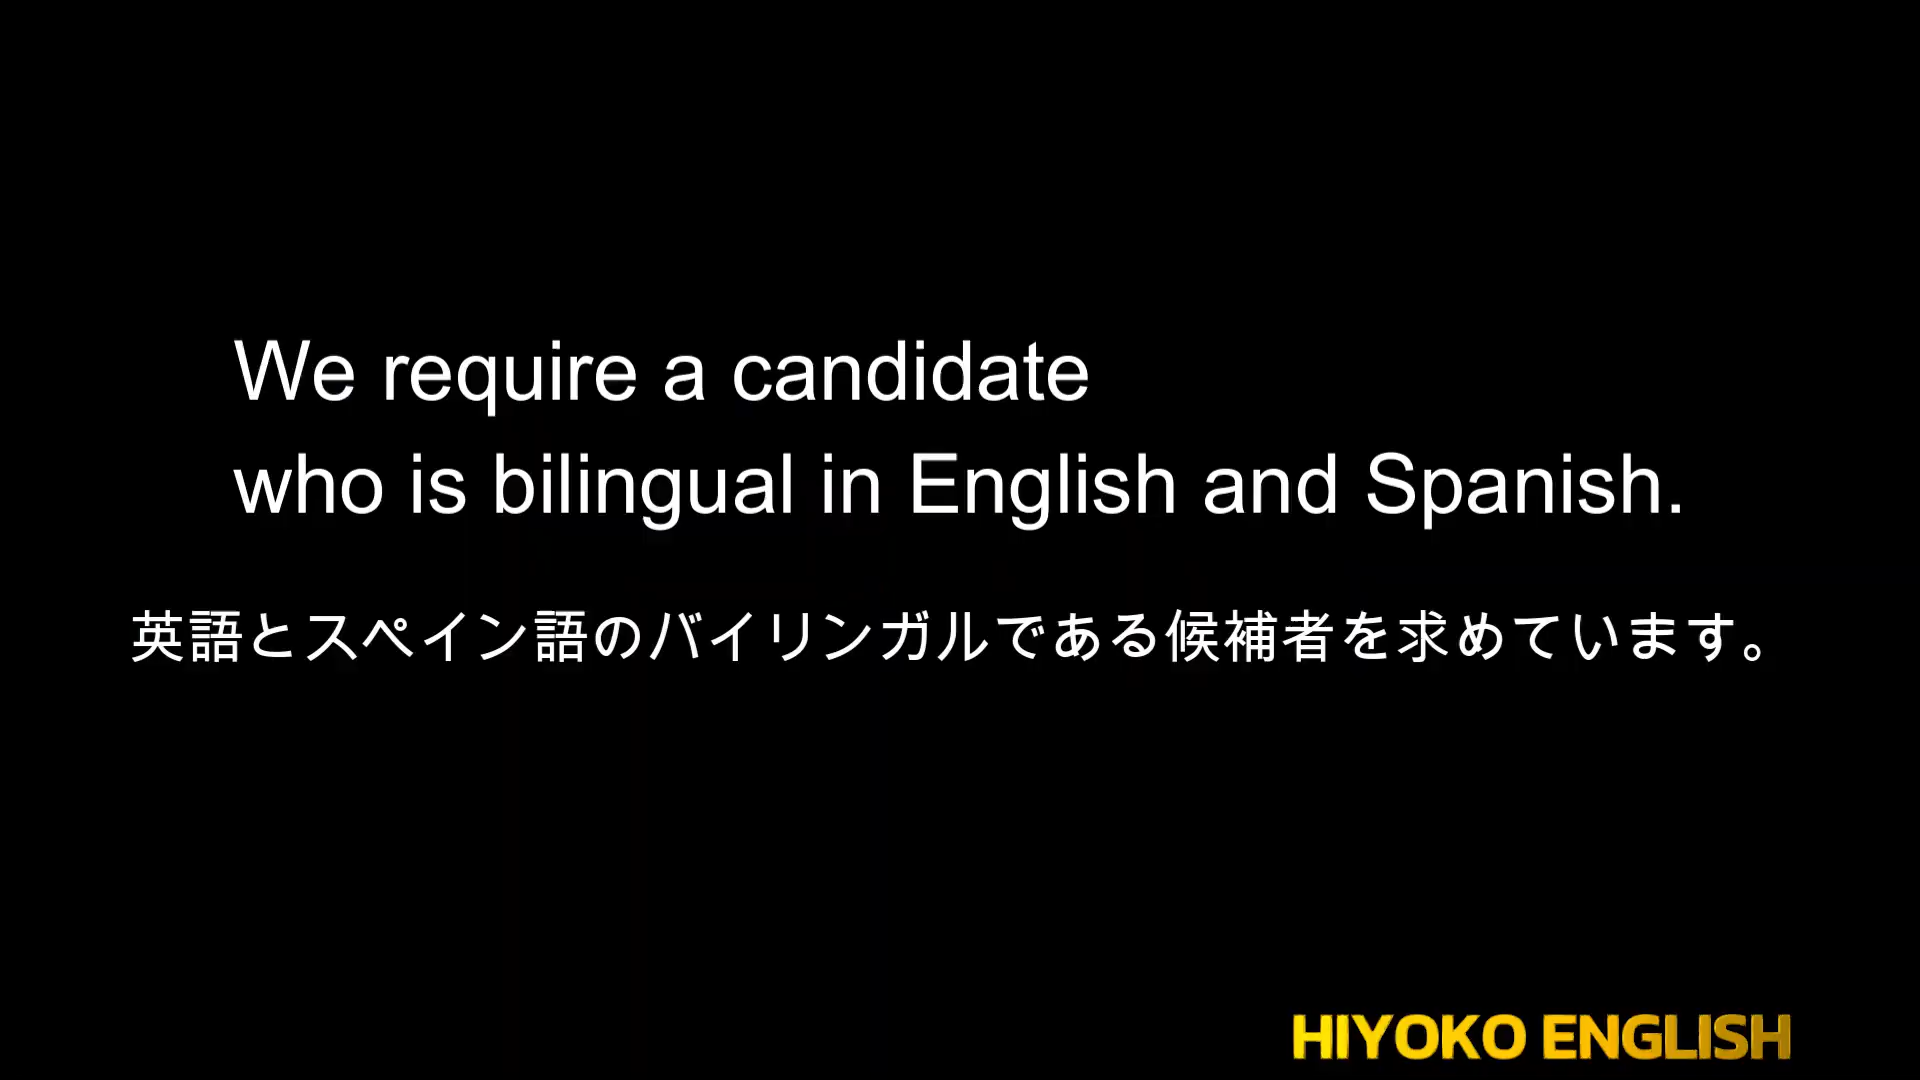 We require a candidate
who is bilingual in English and Spanish.
英語とスペイン語のバイリンガルである候補者を求めています。
HIYOKO ENGLISH